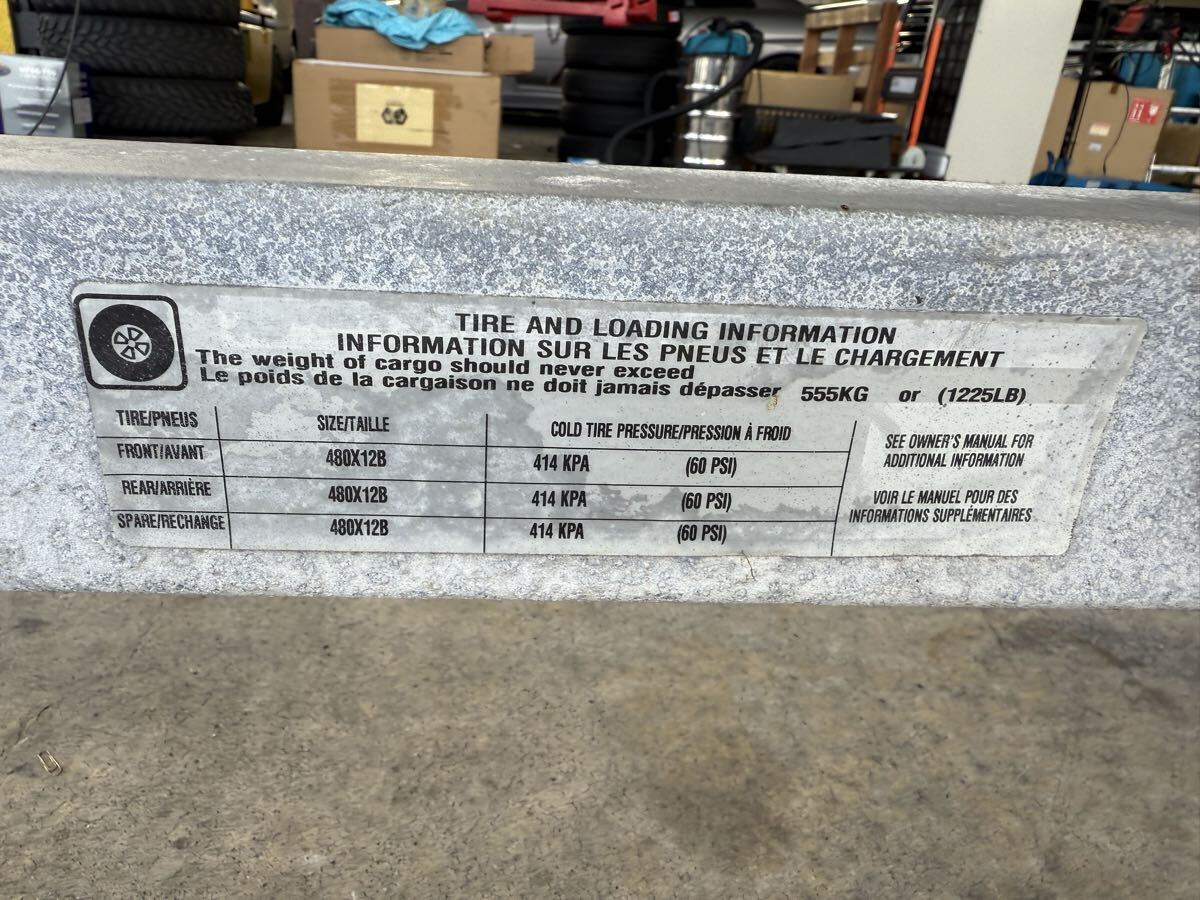 TIRE AND LOADING INFORMATION
INFORMATION SUR LES PNEUS ET LE CHARGEMENT
The weight of cargo should never exceed
Le poids de la cargaison ne doit jamais dépasser 555KG or (1225LB)
TIRE/PNEUS SIZE/TAILLE COLD TIRE PRESSURE/PRESSION À FROID
FRONT/AVANT 480X12B 414 KPA (60 PSI)
REAR/ARRIÈRE 480X12B 414 KPA (60 PSI)
SPARE/RECHANGE 480X12B 414 KPA (60 PSI)
SEE OWNER'S MANUAL FOR
ADDITIONAL INFORMATION
VOIR LE MANUEL POUR DES
INFORMATIONS SUPPLÉMENTAIRES